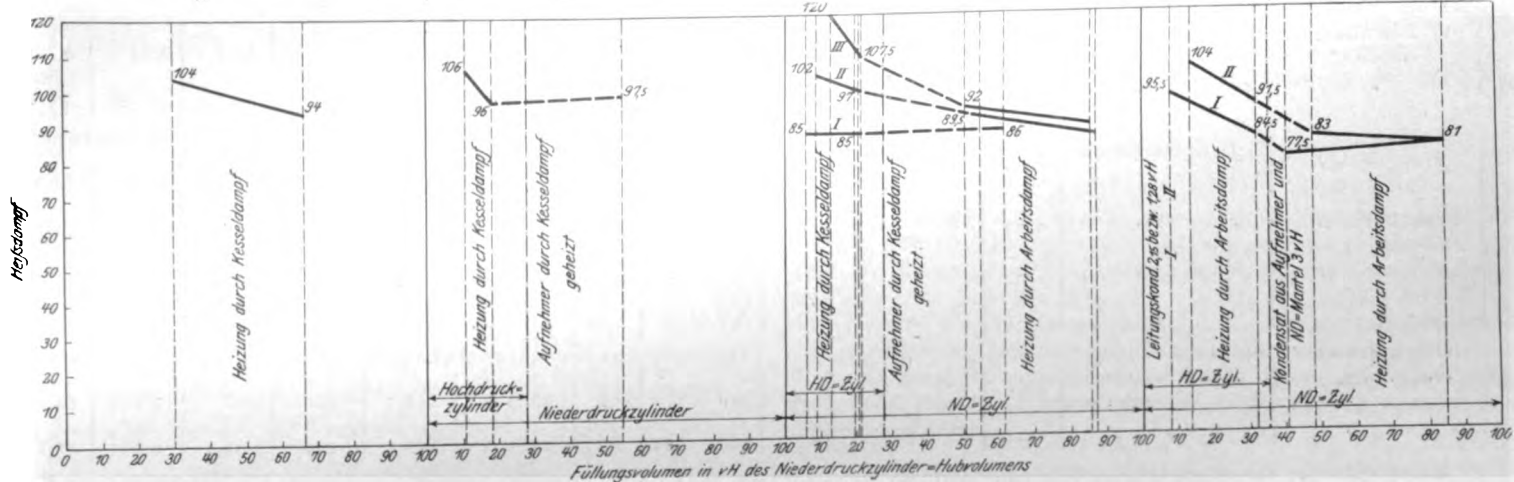 120
110
100
90
80
70
60
50
40
30
20
10
0
Heißdampf
104
94
Heizung durch Kesseldampf
106
96
97,5
Heizung durch Kesseldampf
Aufnehmer durch Kesseldampf
geheizt
Hochdruck=
zylinder
Niederdruckzylinder
120
III
107,5
102
II
97
92
89,5
I
85
85
86
Heizung durch Kesseldampf
Aufnehmer durch Kesseldampf
geheizt
Heizung durch Arbeitsdampf
HD=Zyl.
ND=Zyl.
104
95,5
II
91,5
I
84,5
83
77,5
81
Leitungskond. 2,15 bezw. 1,28 vH
I II
Heizung durch Arbeitsdampf
Kondensat aus Aufnehmer und
ND=Mantel 3 vH
Heizung durch Arbeitsdampf
HD=Zyl.
ND=Zyl.
0 10 20 30 40 50 60 70 80 90 100 10 20 30 40 50 60 70 80 90 100 10 20 30 40 50 60 70 80 90 100 10 20 30 40 50 60 70 80 90 100
Füllungsvolumen in vH des Niederdruckzylinder=Hubvolumens